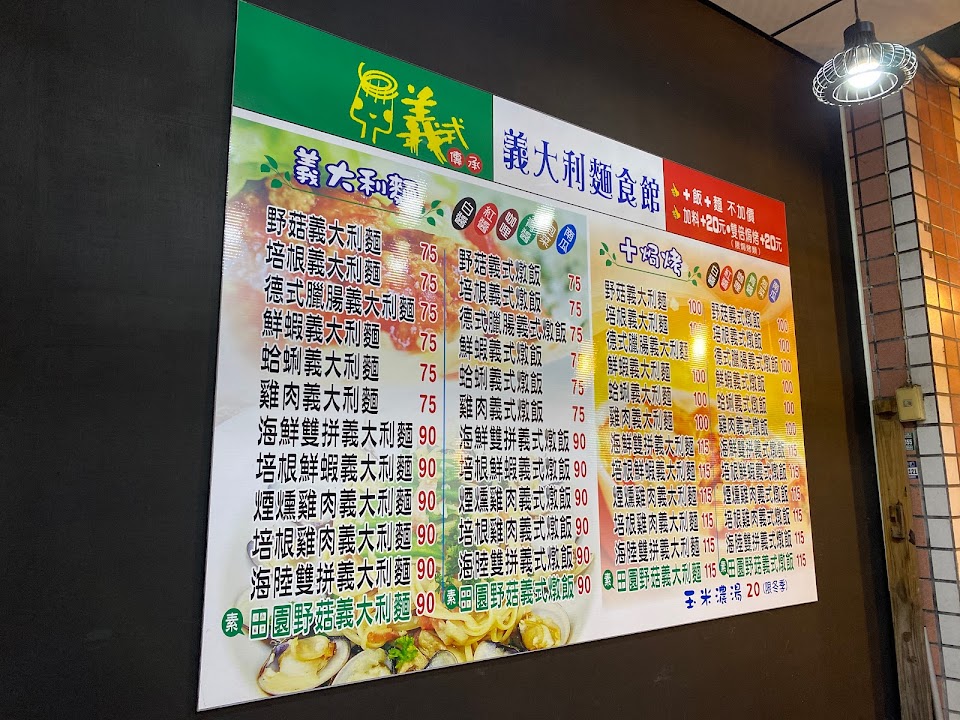 義式
傳承
義大利麵食館
+飯+麵 不加價
加料+20元•雙倍焗烤+20元
義大利麵
白醬 紅醬 咖哩 青醬 菠菜 南瓜
野菇義大利麵 75
培根義大利麵 75
德式臘腸義大利麵 75
鮮蝦義大利麵 75
蛤蜊義大利麵 75
雞肉義大利麵 75
海鮮雙拼義大利麵 90
培根鮮蝦義大利麵 90
煙燻雞肉義大利麵 90
培根雞肉義大利麵 90
海陸雙拼義大利麵 90
素 田園野菇義大利麵 90
野菇義式燉飯 75
培根義式燉飯 75
德式臘腸義式燉飯 75
鮮蝦義式燉飯 75
蛤蜊義式燉飯 75
雞肉義式燉飯 75
海鮮雙拼義式燉飯 90
培根鮮蝦義式燉飯 90
煙燻雞肉義式燉飯 90
培根雞肉義式燉飯 90
海陸雙拼義式燉飯 90
素 田園野菇義式燉飯 90
十焗烤
白醬 紅醬 咖哩 青醬 菠菜 南瓜
野菇義大利麵 100
培根義大利麵 100
德式臘腸義大利麵 100
鮮蝦義大利麵 100
蛤蜊義大利麵 100
雞肉義大利麵 100
海鮮雙拼義大利麵 115
培根鮮蝦義大利麵 115
煙燻雞肉義大利麵 115
培根雞肉義大利麵 115
海陸雙拼義大利麵 115
素 田園野菇義大利麵 115
野菇義式燉飯 100
培根義式燉飯 100
德式臘腸義式燉飯 100
鮮蝦義式燉飯 100
蛤蜊義式燉飯 100
雞肉義式燉飯 100
海鮮雙拼義式燉飯 115
培根鮮蝦義式燉飯 115
煙燻雞肉義式燉飯 115
培根雞肉義式燉飯 115
海陸雙拼義式燉飯 115
素 田園野菇義式燉飯 115
玉米濃湯 20 (限冬季)